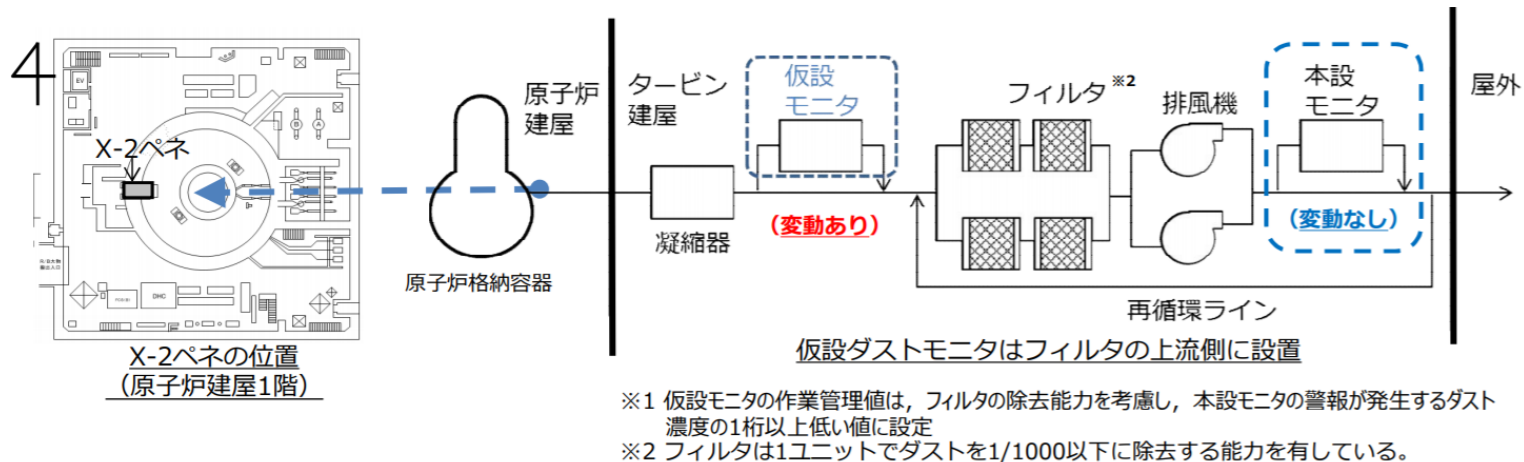 4
EV
X-2ペネ
B
A
DHC
X-2ペネの位置
（原子炉建屋1階）
原子炉
建屋
原子炉格納容器
タービン
建屋
凝縮器
仮設
モニタ
（変動あり）
フィルタ※2
排風機
本設
モニタ
（変動なし）
屋外
再循環ライン
仮設ダストモニタはフィルタの上流側に設置
※1 仮設モニタの作業管理値は，フィルタの除去能力を考慮し，本設モニタの警報が発生するダスト
濃度の1桁以上低い値に設定
※2 フィルタは1ユニットでダストを1/1000以下に除去する能力を有している。